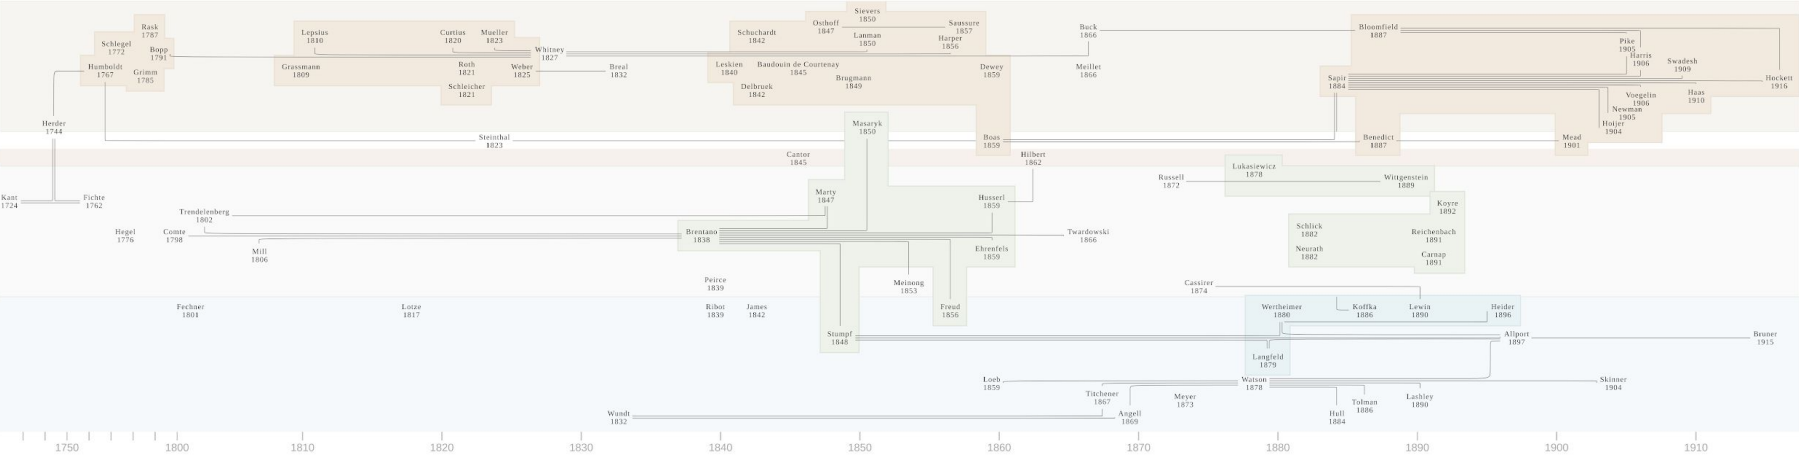 Rask
1787
Schlegel
1772
Bopp
1791
Humboldt
1767
Grimm
1785
Lepsius
1810
Curtius
1820
Mueller
1823
Whitney
1827
Grassmann
1809
Roth
1821
Weber
1825
Breal
1832
Schleicher
1821
Sievers
1850
Osthoff
1847
Saussure
1857
Schuchardt
1842
Lanman
1850
Harper
1856
Leskien
1840
Baudouin de Courtenay
1845
Brugmann
1849
Dewey
1859
Delbruek
1842
Buck
1866
Meillet
1866
Bloomfield
1887
Pike
1905
Harris
1906
Swadesh
1909
Sapir
1884
Hockett
1916
Voegelin
1906
Haas
1910
Newman
1905
Hoijer
1904
Herder
1744
Steinthal
1823
Masaryk
1850
Boas
1859
Benedict
1887
Mead
1901
Cantor
1845
Hilbert
1862
Lukasiewicz
1878
Russell
1872
Wittgenstein
1889
Kant
1724
Fichte
1762
Marty
1847
Husserl
1859
Koyre
1892
Trendelenberg
1802
Hegel
1776
Comte
1798
Mill
1806
Brentano
1838
Twardowski
1866
Ehrenfels
1859
Schlick
1882
Reichenbach
1891
Neurath
1882
Carnap
1891
Peirce
1839
Meinong
1853
Cassirer
1874
Fechner
1801
Lotze
1817
Ribot
1839
James
1842
Freud
1856
Wertheimer
1880
Koffka
1886
Lewin
1890
Heider
1896
Stumpf
1848
Allport
1897
Bruner
1915
Langfeld
1879
Loeb
1859
Watson
1878
Skinner
1904
Titchener
1867
Meyer
1873
Tolman
1886
Lashley
1890
Wundt
1832
Angell
1869
Hull
1884
1750
1800
1810
1820
1830
1840
1850
1860
1870
1880
1890
1900
1910